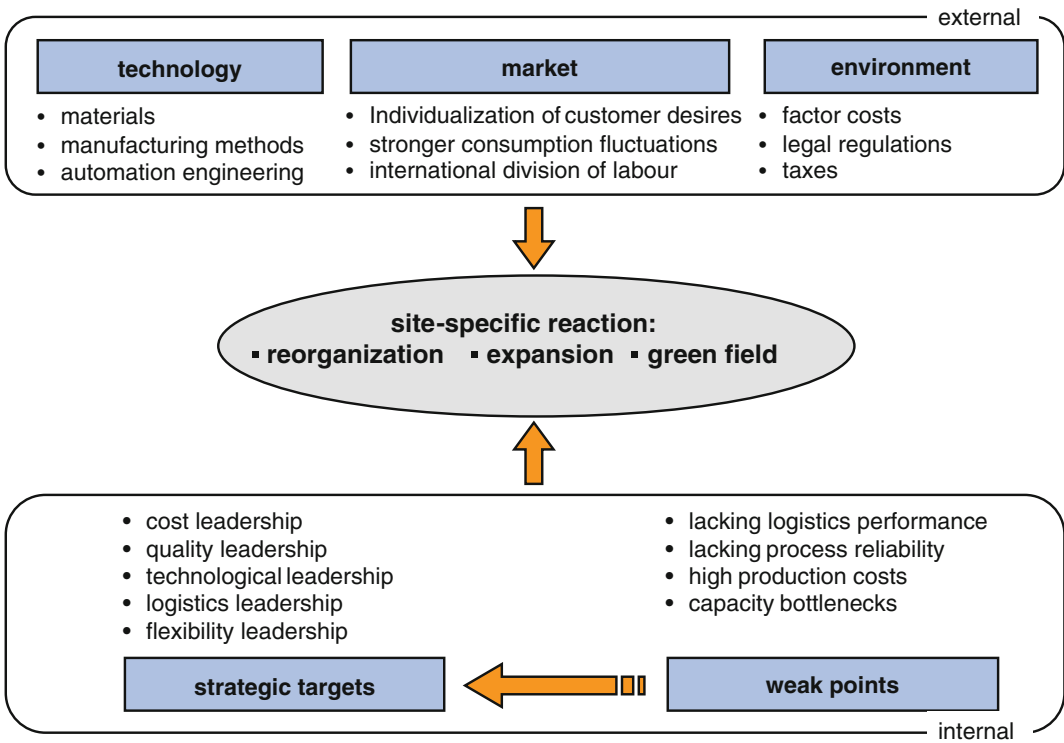 external
technology
market
environment
• materials
• manufacturing methods
• automation engineering
• Individualization of customer desires
• stronger consumption fluctuations
• international division of labour
• factor costs
• legal regulations
• taxes
site-specific reaction:
▪ reorganization ▪ expansion ▪ green field
• cost leadership
• quality leadership
• technological leadership
• logistics leadership
• flexibility leadership
• lacking logistics performance
• lacking process reliability
• high production costs
• capacity bottlenecks
strategic targets
weak points
internal